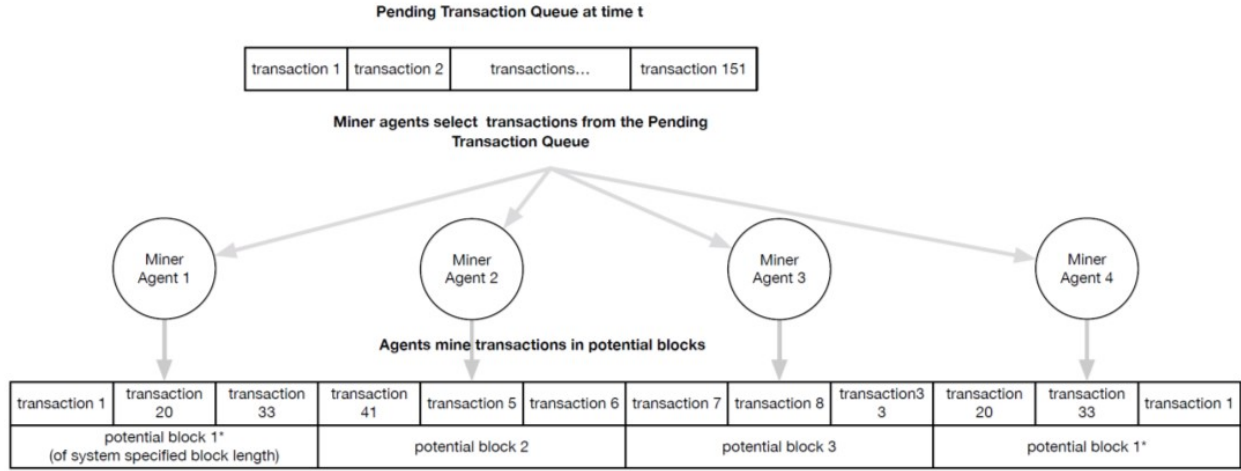 Pending Transaction Queue at time t
transaction 1 transaction 2 transactions... transaction 151
Miner agents select transactions from the Pending
Transaction Queue
Miner
Agent 1
Miner
Agent 2
Miner
Agent 3
Miner
Agent 4
Agents mine transactions in potential blocks
transaction 1
transaction
20
transaction
33
transaction
41
transaction 5
transaction 6
transaction 7
transaction 8
transaction3
3
transaction
20
transaction
33
transaction 1
potential block 1*
(of system specified block length)
potential block 2
potential block 3
potential block 1*